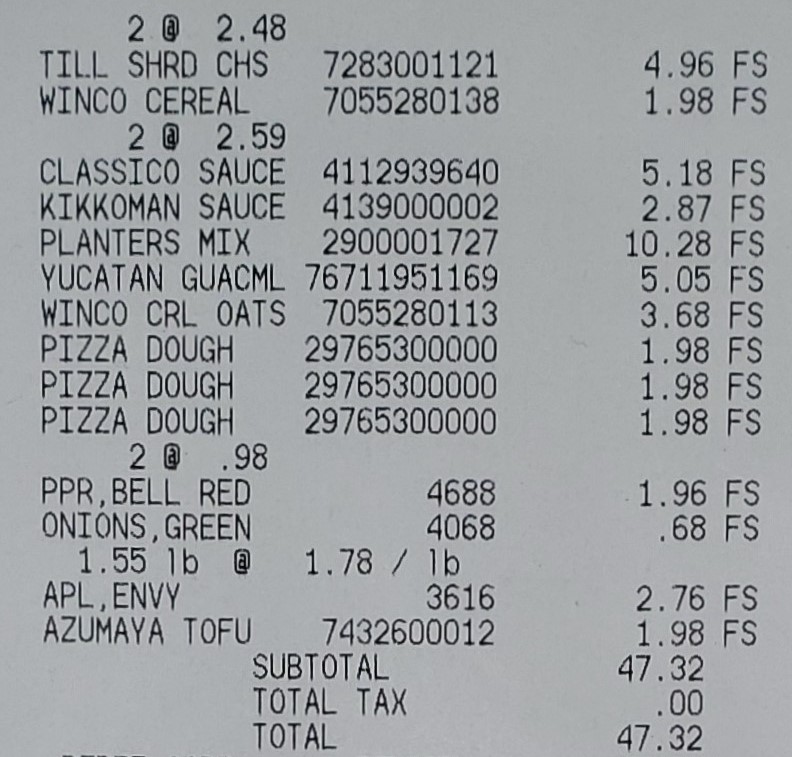 2 @ 2.48
TILL SHRD CHS 7283001121 4.96 FS
WINCO CEREAL 7055280138 1.98 FS
2 @ 2.59
CLASSICO SAUCE 4112939640 5.18 FS
KIKKOMAN SAUCE 4139000002 2.87 FS
PLANTERS MIX 2900001727 10.28 FS
YUCATAN GUACML 76711951169 5.05 FS
WINCO CRL OATS 7055280113 3.68 FS
PIZZA DOUGH 29765300000 1.98 FS
PIZZA DOUGH 29765300000 1.98 FS
PIZZA DOUGH 29765300000 1.98 FS
2 @ .98
PPR,BELL RED 4688 1.96 FS
ONIONS,GREEN 4068 .68 FS
1.55 lb @ 1.78 / lb
APL,ENVY 3616 2.76 FS
AZUMAYA TOFU 7432600012 1.98 FS
SUBTOTAL 47.32
TOTAL TAX .00
TOTAL 47.32